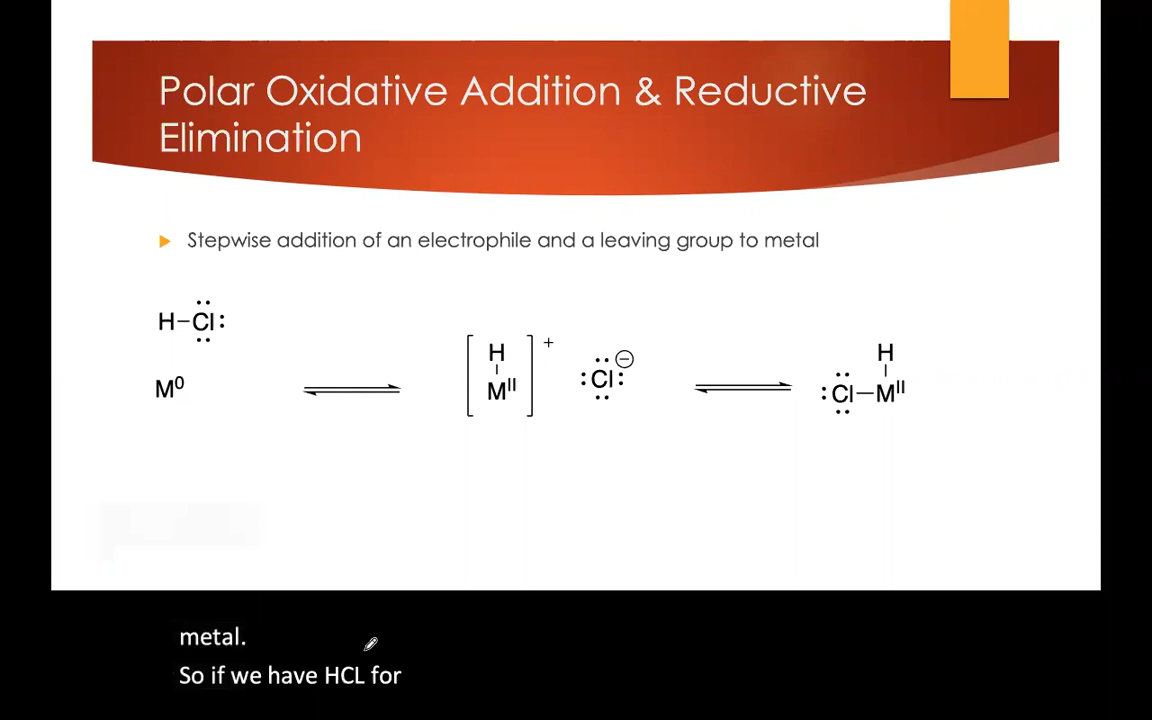 Polar Oxidative Addition & Reductive
Elimination
Stepwise addition of an electrophile and a leaving group to metal
H–Cl:
M⁰
[H–Mᴵᴵ]⁺ :Cl:⊖
H
:Cl–Mᴵᴵ
metal.
So if we have HCL for